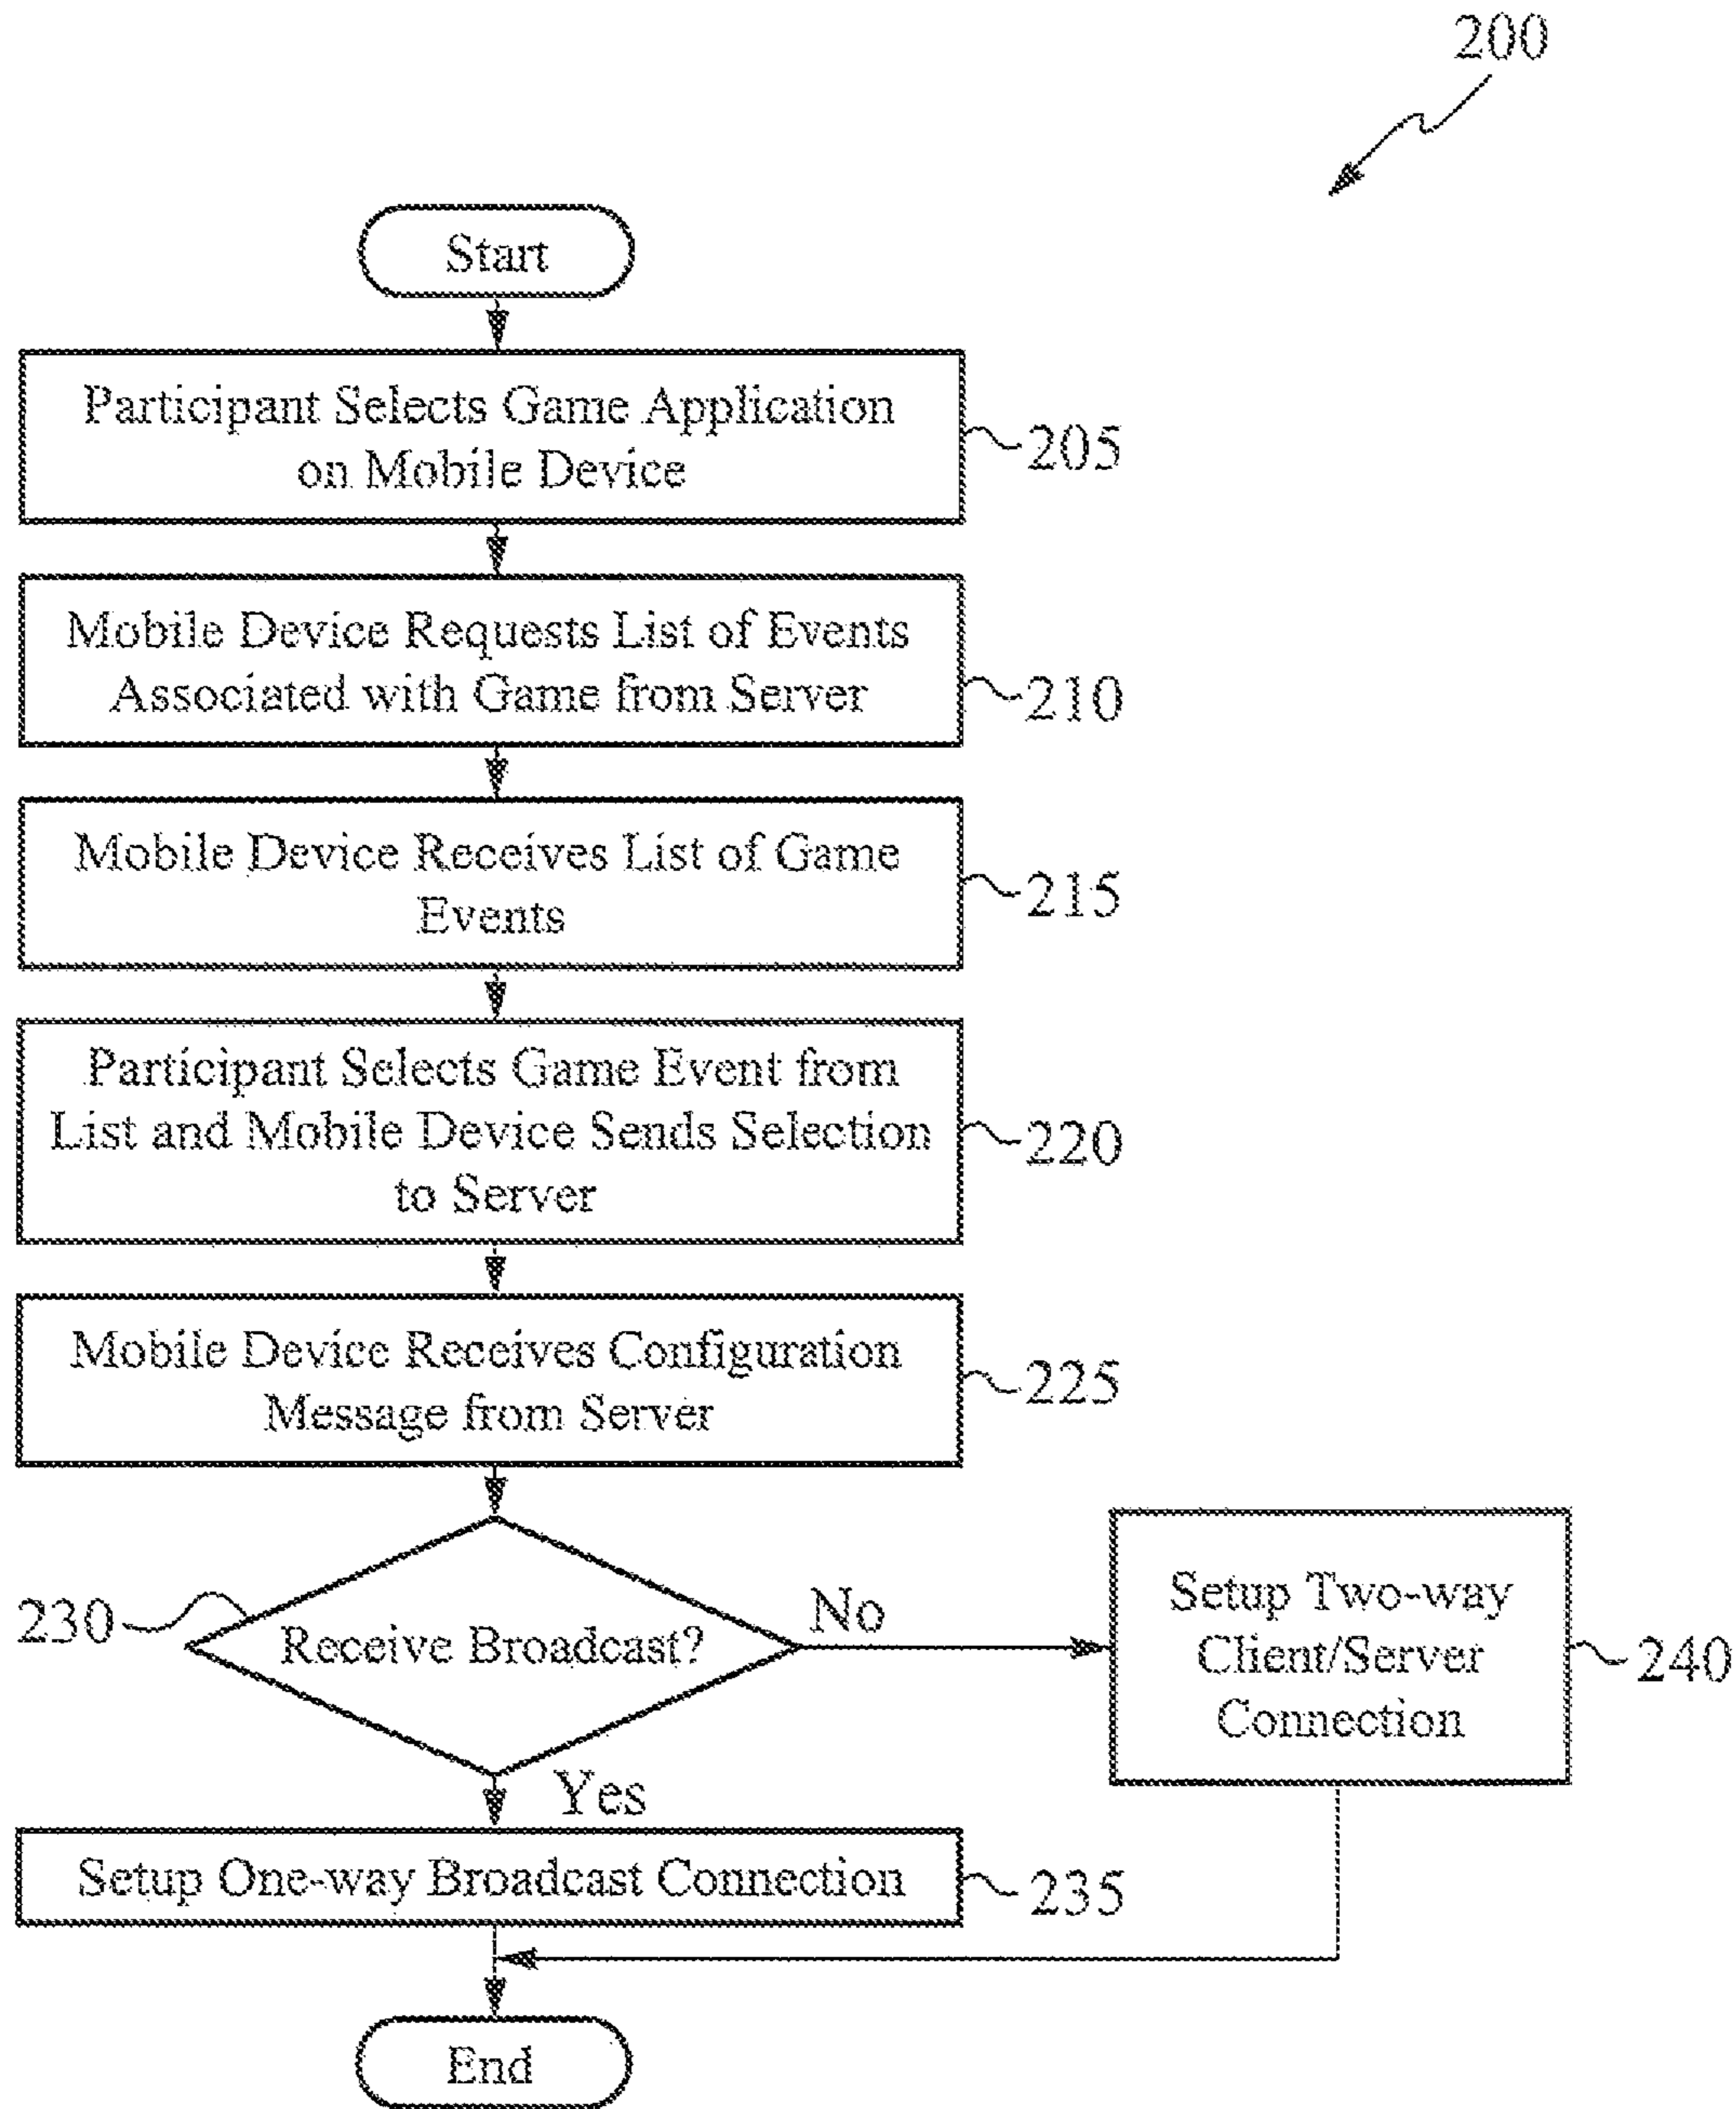 200
Start
Participant Selects Game Application
on Mobile Device
205
Mobile Device Requests List of Events
Associated with Game from Server
210
Mobile Device Receives List of Game
Events
215
Participant Selects Game Event from
List and Mobile Device Sends Selection
to Server
220
Mobile Device Receives Configuration
Message from Server
225
230
Receive Broadcast?
No
Setup Two-way
Client/Server
Connection
240
Yes
Setup One-way Broadcast Connection
235
End